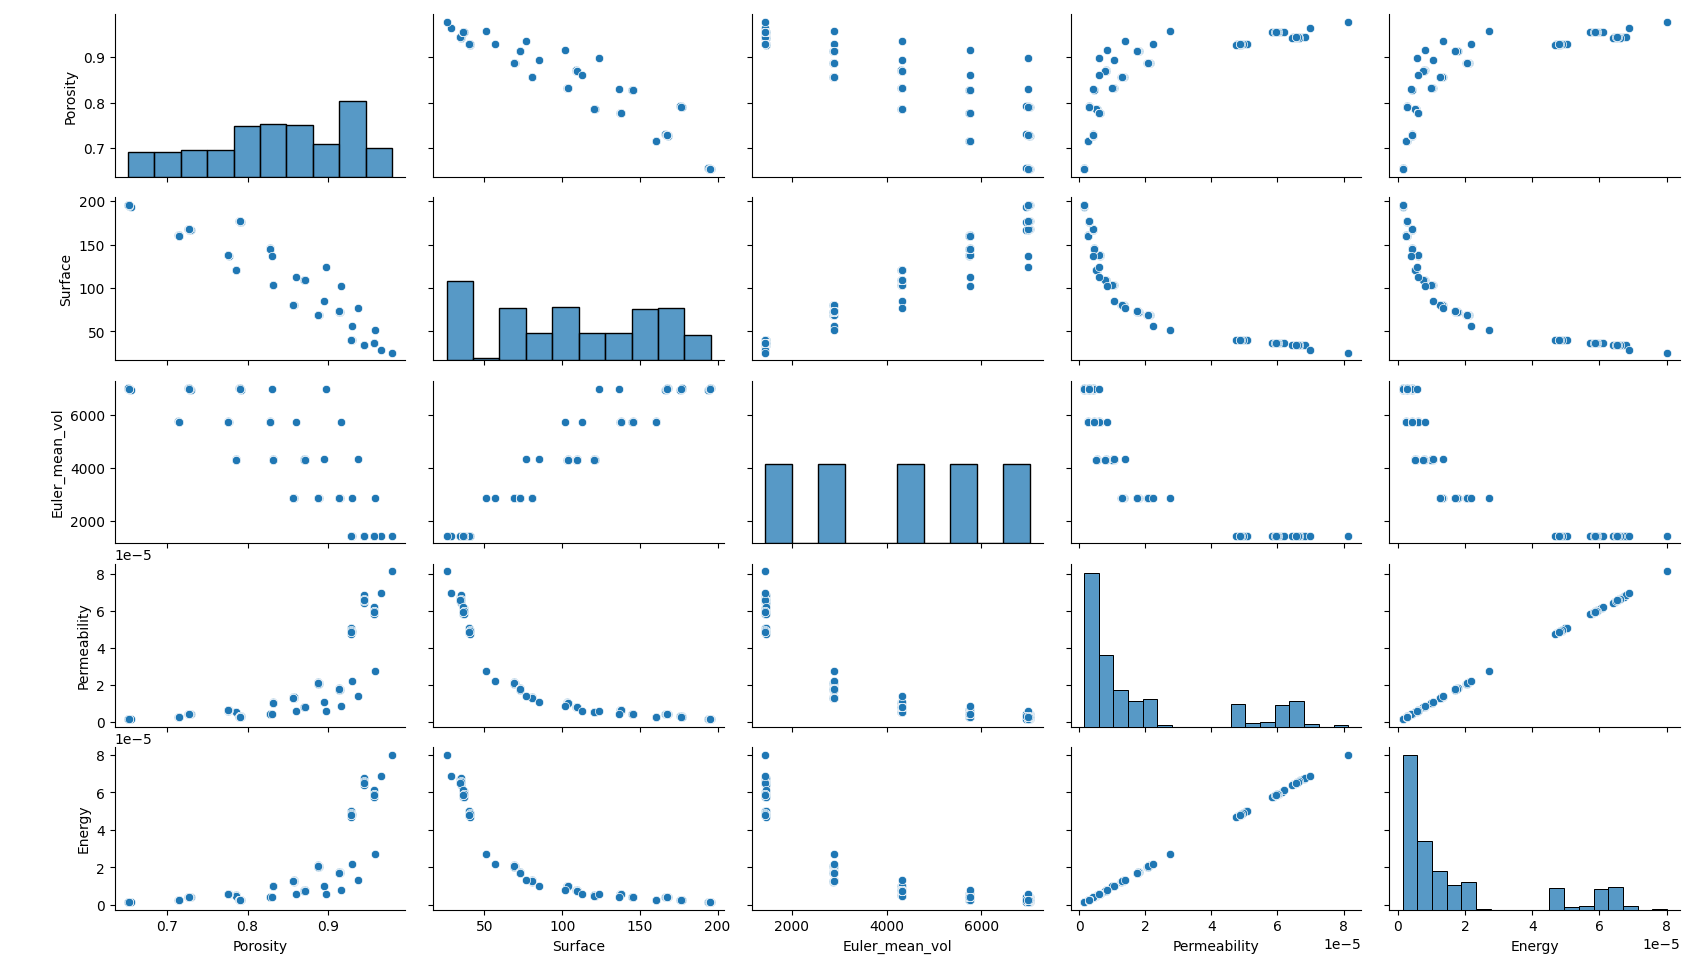 0.9
0.8
0.7
Porosity
200
150
100
50
Surface
6000
4000
2000
Euler_mean_vol
1e−5
8
6
4
2
0
Permeability
1e−5
8
6
4
2
0
Energy
0.7 0.8 0.9
Porosity
50 100 150 200
Surface
2000 4000 6000
Euler_mean_vol
0 2 4 6 8
1e−5
Permeability
0 2 4 6 8
1e−5
Energy